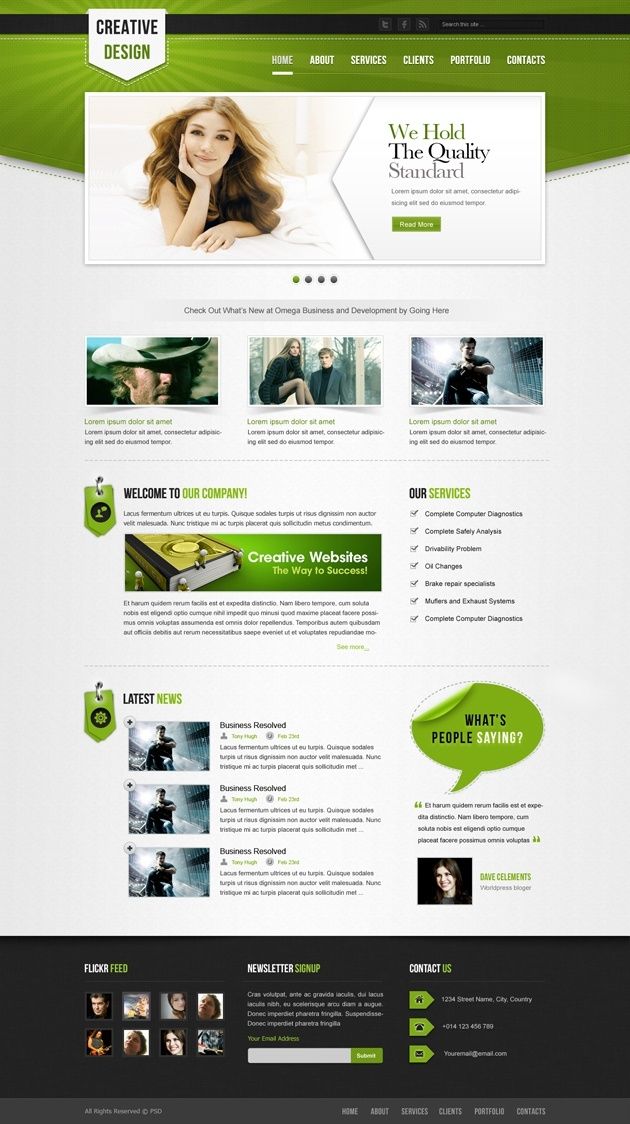 CREATIVE
DESIGN
Search this site ...
HOME ABOUT SERVICES CLIENTS PORTFOLIO CONTACTS
We Hold
The Quality
Standard
Lorem ipsum dolor sit amet, consectetur adipi-
sicing elit sed do eiusmod tempor.
Read More
Check Out What's New at Omega Business and Development by Going Here
Lorem ipsum dolor sit amet
Lorem ipsum dolor sit amet, consectetur adipisic-
ing elit sed do eiusmod tempor.
Lorem ipsum dolor sit amet
Lorem ipsum dolor sit amet, consectetur adipisic-
ing elit sed do eiusmod tempor.
Lorem ipsum dolor sit amet
Lorem ipsum dolor sit amet, consectetur adipisic-
ing elit sed do eiusmod tempor.
WELCOME TO OUR COMPANY!
Lacus fermentum ultrices ut eu turpis. Quisque sodales turpis ut risus dignissim non auctor
velit malesuada. Nunc tristique mi ac turpis placerat quis sollicitudin metus condimentum.
Creative Websites
The Way to Success!
Et harum quidem rerum facilis est et expedita distinctio. Nam libero tempore, cum soluta
nobis est eligendi optio cumque nihil impedit quo minusi quod maxime placeat facere possi-
mus omnis voluptas assumenda est omnis dolor repellendus. Temporibus autem quibusdam
aut officiis debitis aut rerum necessitatibus saepe eveniet ut et voluptates repudiandae mo-
See more...
OUR SERVICES
Complete Computer Diagnostics
Complete Safely Analysis
Drivability Problem
Oil Changes
Brake repair specialists
Muflers and Exhaust Systems
Complete Computer Diagnostics
LATEST NEWS
Business Resolved
Tony Hugh Feb 23rd
Lacus fermentum ultrices ut eu turpis. Quisque sodales
turpis ut risus dignissim non auctor velit malesuada. Nunc
tristique mi ac turpis placerat quis sollicitudin met ...
Business Resolved
Tony Hugh Feb 23rd
Lacus fermentum ultrices ut eu turpis. Quisque sodales
turpis ut risus dignissim non auctor velit malesuada. Nunc
tristique mi ac turpis placerat quis sollicitudin met ...
Business Resolved
Tony Hugh Feb 23rd
Lacus fermentum ultrices ut eu turpis. Quisque sodales
turpis ut risus dignissim non auctor velit malesuada. Nunc
tristique mi ac turpis placerat quis sollicitudin met ...
WHAT'S
PEOPLE SAYING?
Et harum quidem rerum facilis est et expe-
dita distinctio. Nam libero tempore, cum
soluta nobis est eligendi optio cumque
placeat facere possimus omnis voluptas
DAVE CELEMENTS
Worldpress bloger
FLICKR FEED
NEWSLETTER SIGNUP
Cras volutpat, ante ac gravida iaculis, dui lacus
iaculis nibh, eu scelerisque arcu diam a augue.
Donec imperdiet pharetra fringilla. Suspendisse-
Donec imperdiet pharetra fringilla
Your Email Address
Submit
CONTACT US
1234 Street Name, City, Country
+014 123 456 789
Youremail@email.com
All Rights Reserved © PSD
HOME ABOUT SERVICES CLIENTS PORTFOLIO CONTACTS